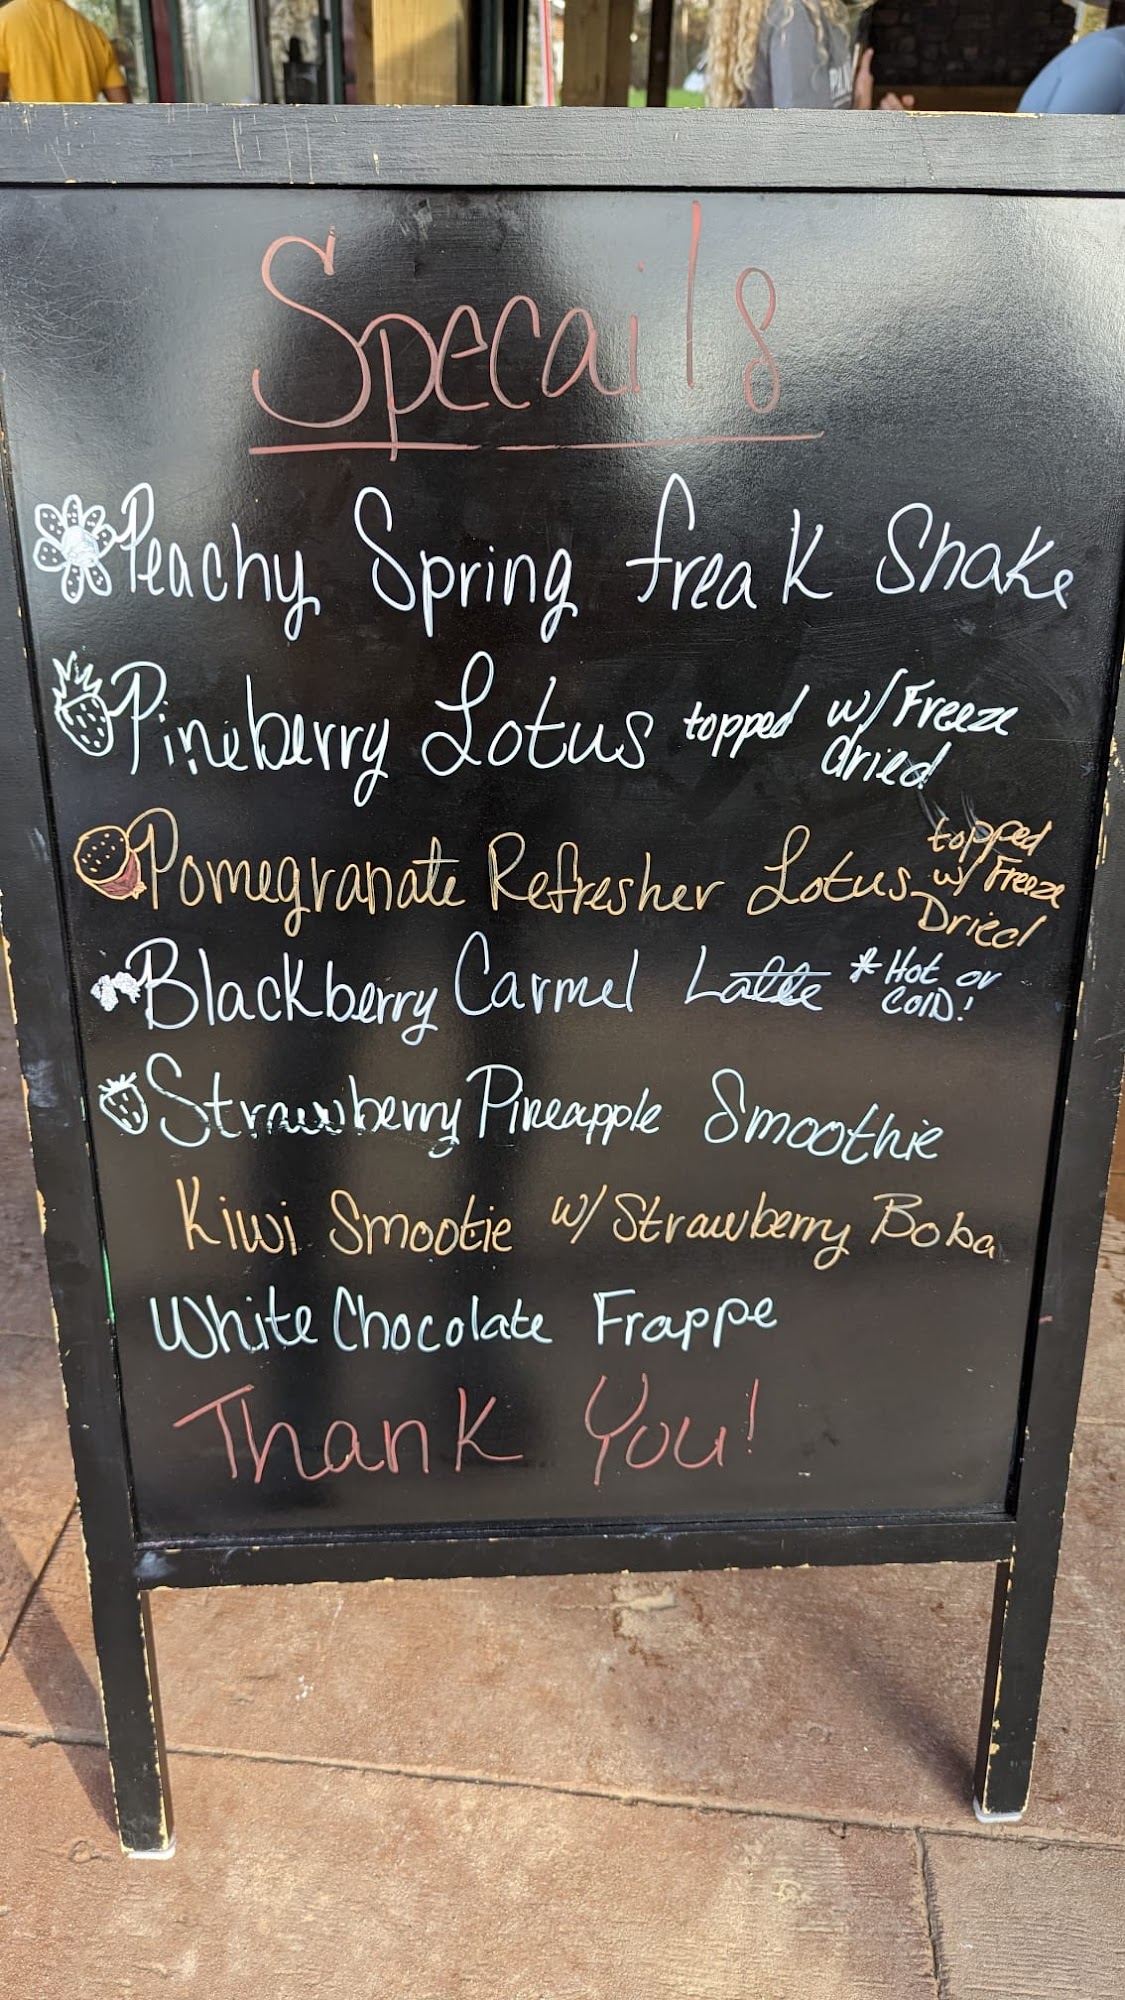 Specails
Peachy Spring freak Shake
Pineberry Lotus topped w/ Freeze
dried
Pomegranate Refresher Lotus topped
w/ Freeze
Dried
Blackberry Carmel Latte *Hot or
COlD!
Strawberry Pineapple Smoothie
Kiwi Smootie w/ Strawberry Boba
White Chocolate Frappe
Thank You!